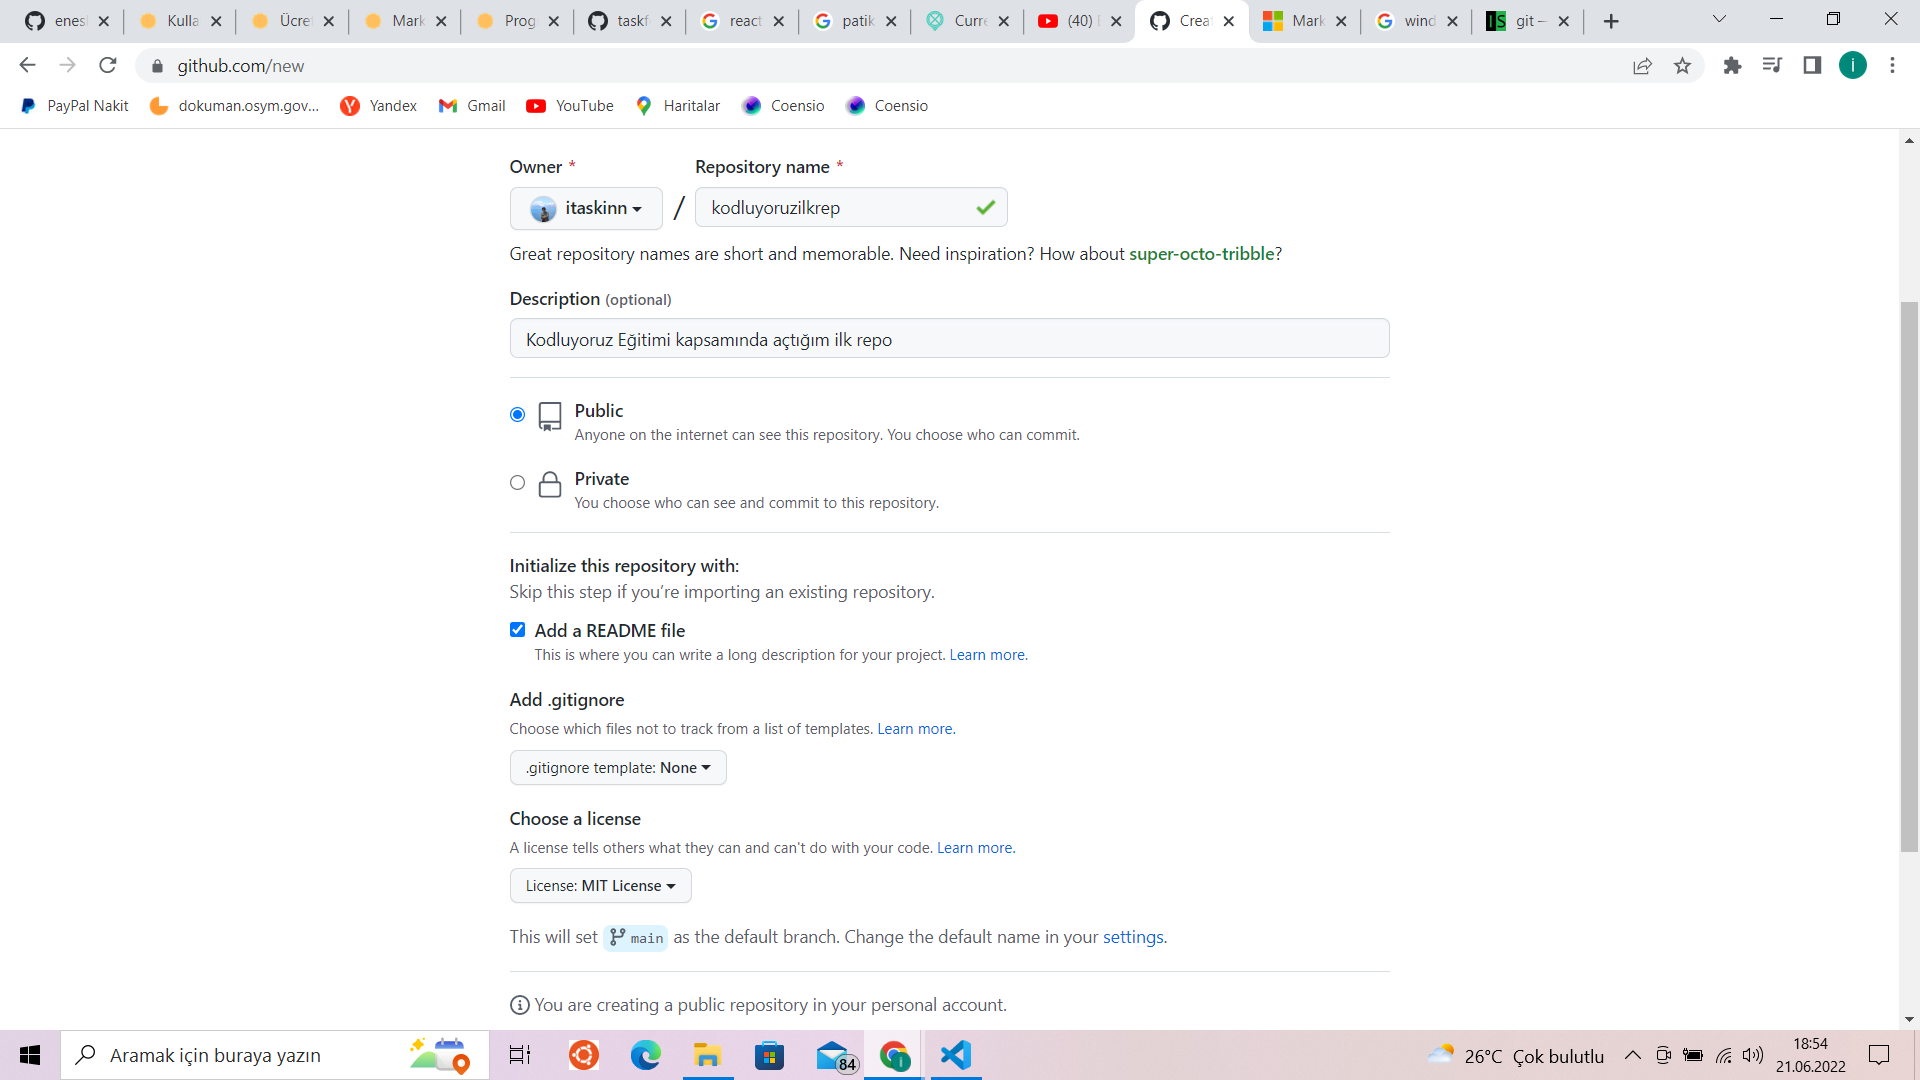 enesl
Kulla
Ücret
Mark
Prog
taskf
react
patik
Curre
(40)
Creat
Mark
wind
git –
github.com/new
i
PayPal Nakit
dokuman.osym.gov...
Yandex
Gmail
YouTube
Haritalar
Coensio
Coensio
Owner *
Repository name *
itaskinn
/
kodluyoruzilkrep
Great repository names are short and memorable. Need inspiration? How about super-octo-tribble?
Description (optional)
Kodluyoruz Eğitimi kapsamında açtığım ilk repo
Public
Anyone on the internet can see this repository. You choose who can commit.
Private
You choose who can see and commit to this repository.
Initialize this repository with:
Skip this step if you’re importing an existing repository.
Add a README file
This is where you can write a long description for your project. Learn more.
Add .gitignore
Choose which files not to track from a list of templates. Learn more.
.gitignore template: None
Choose a license
A license tells others what they can and can't do with your code. Learn more.
License: MIT License
This will set main as the default branch. Change the default name in your settings.
You are creating a public repository in your personal account.
Aramak için buraya yazın
84
26°C Çok bulutlu
18:54
21.06.2022